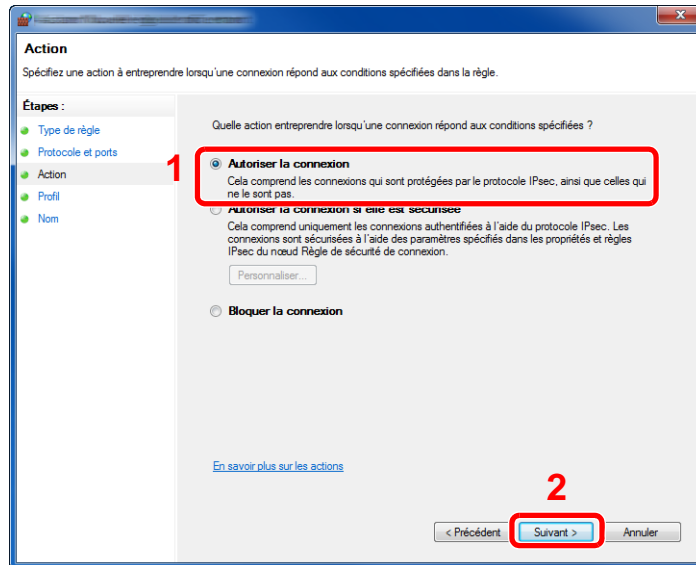 Action
Spécifiez une action à entreprendre lorsqu'une connexion répond aux conditions spécifiées dans la règle.
Étapes :
Type de règle
Protocole et ports
Action
Profil
Nom
Quelle action entreprendre lorsqu'une connexion répond aux conditions spécifiées ?
1
Autoriser la connexion
Cela comprend les connexions qui sont protégées par le protocole IPsec, ainsi que celles qui
ne le sont pas.
Autoriser la connexion si elle est sécurisée
Cela comprend uniquement les connexions authentifiées à l'aide du protocole IPsec. Les
connexions sont sécurisées à l'aide des paramètres spécifiés dans les propriétés et règles
IPsec du nœud Règle de sécurité de connexion.
Personnaliser...
Bloquer la connexion
En savoir plus sur les actions
2
< Précédent Suivant > Annuler